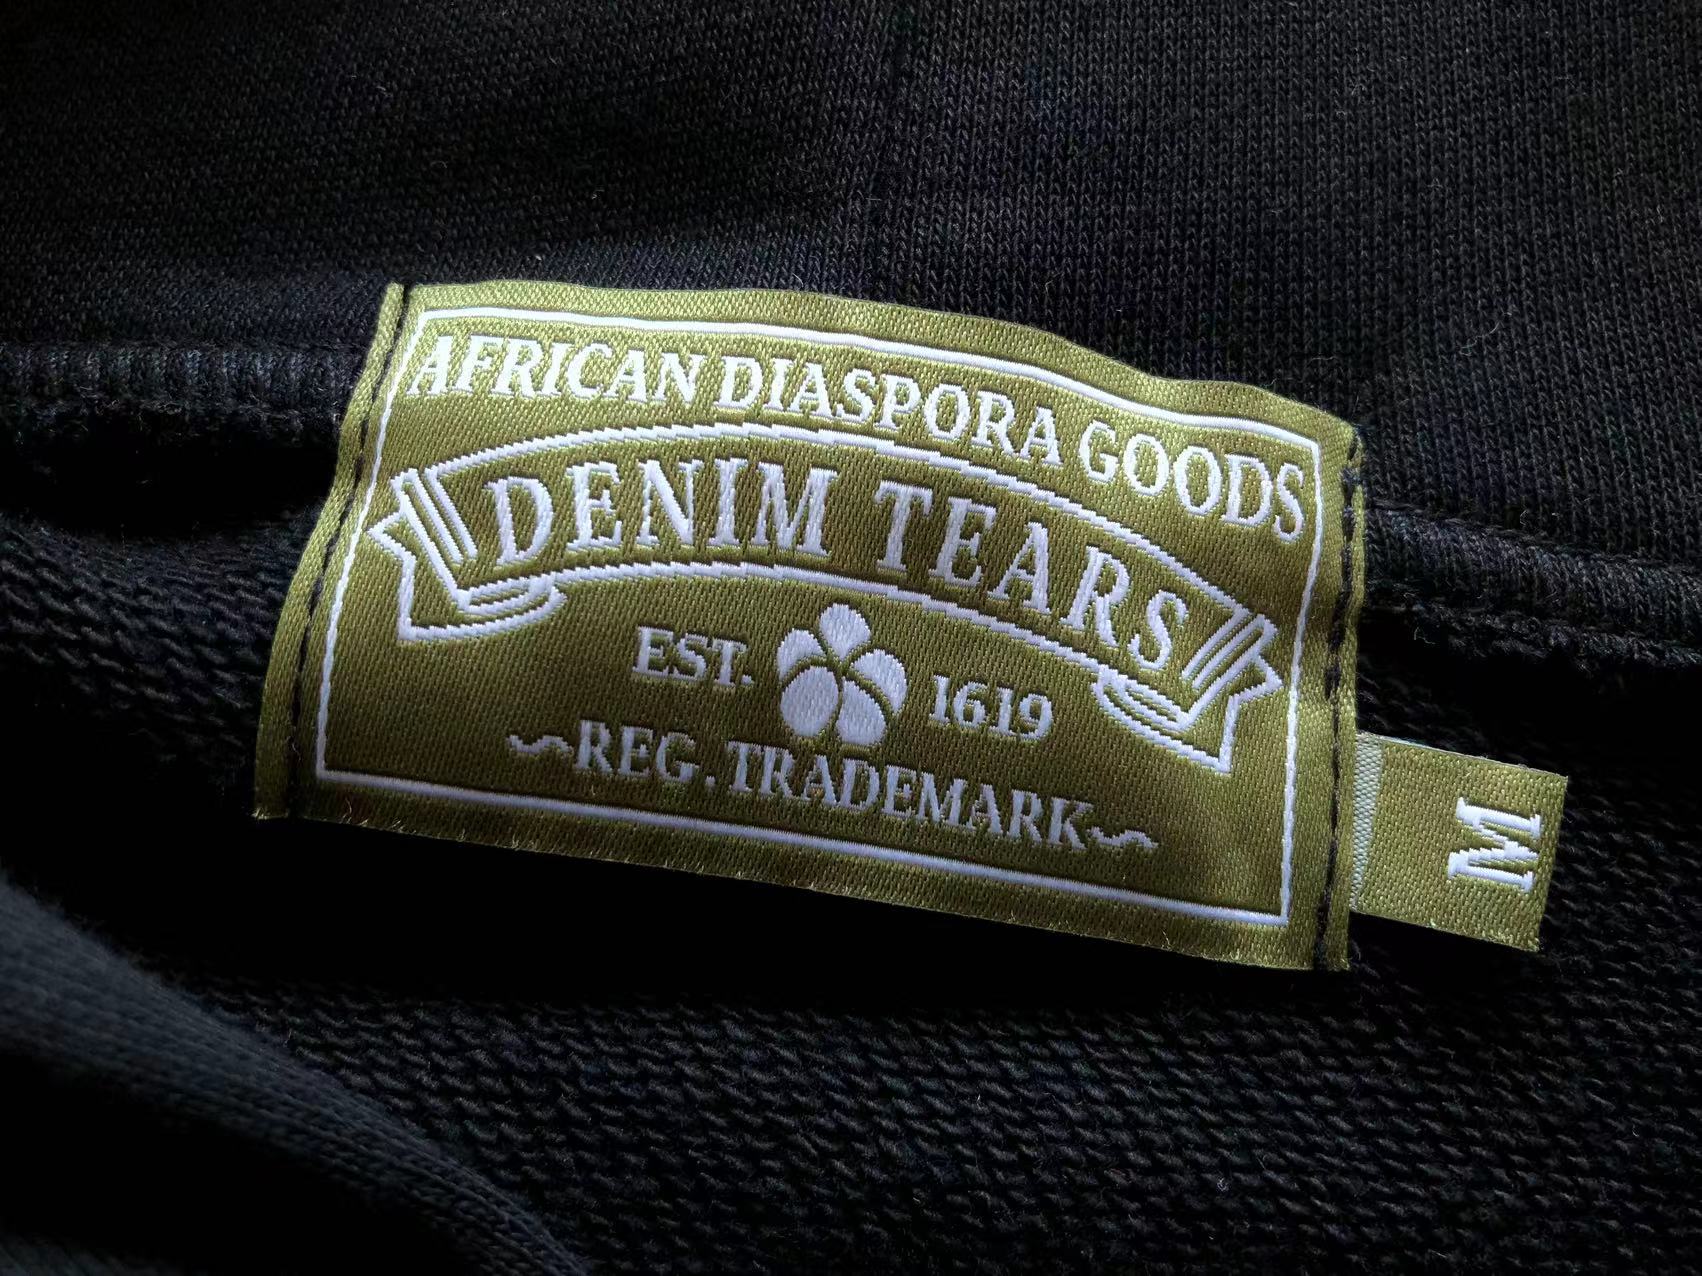 AFRICAN DIASPORA GOODS
DENIM TEARS
EST. 1619
~REG. TRADEMARK~
M